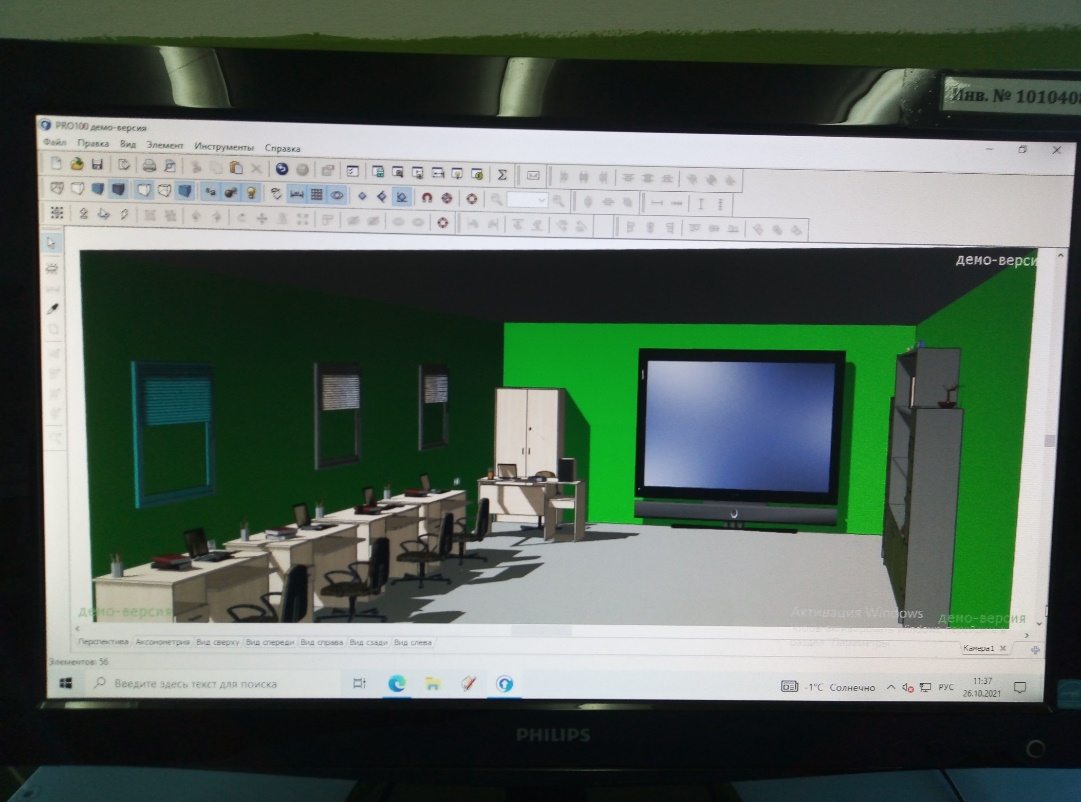 Инв. № 1010408
PRO100 демо-версия
Файл Правка Вид Элемент Инструменты Справка
демо-верси
демо-версия
Активация Windows
демо-версия
Перспектива Аксонометрия Вид сверху Вид спереди Вид справа Вид сзади Вид слева
Камера1
Элементов: 56
Введите здесь текст для поиска
-1°C Солнечно
РУС
11:37
26.10.2021
PHILIPS